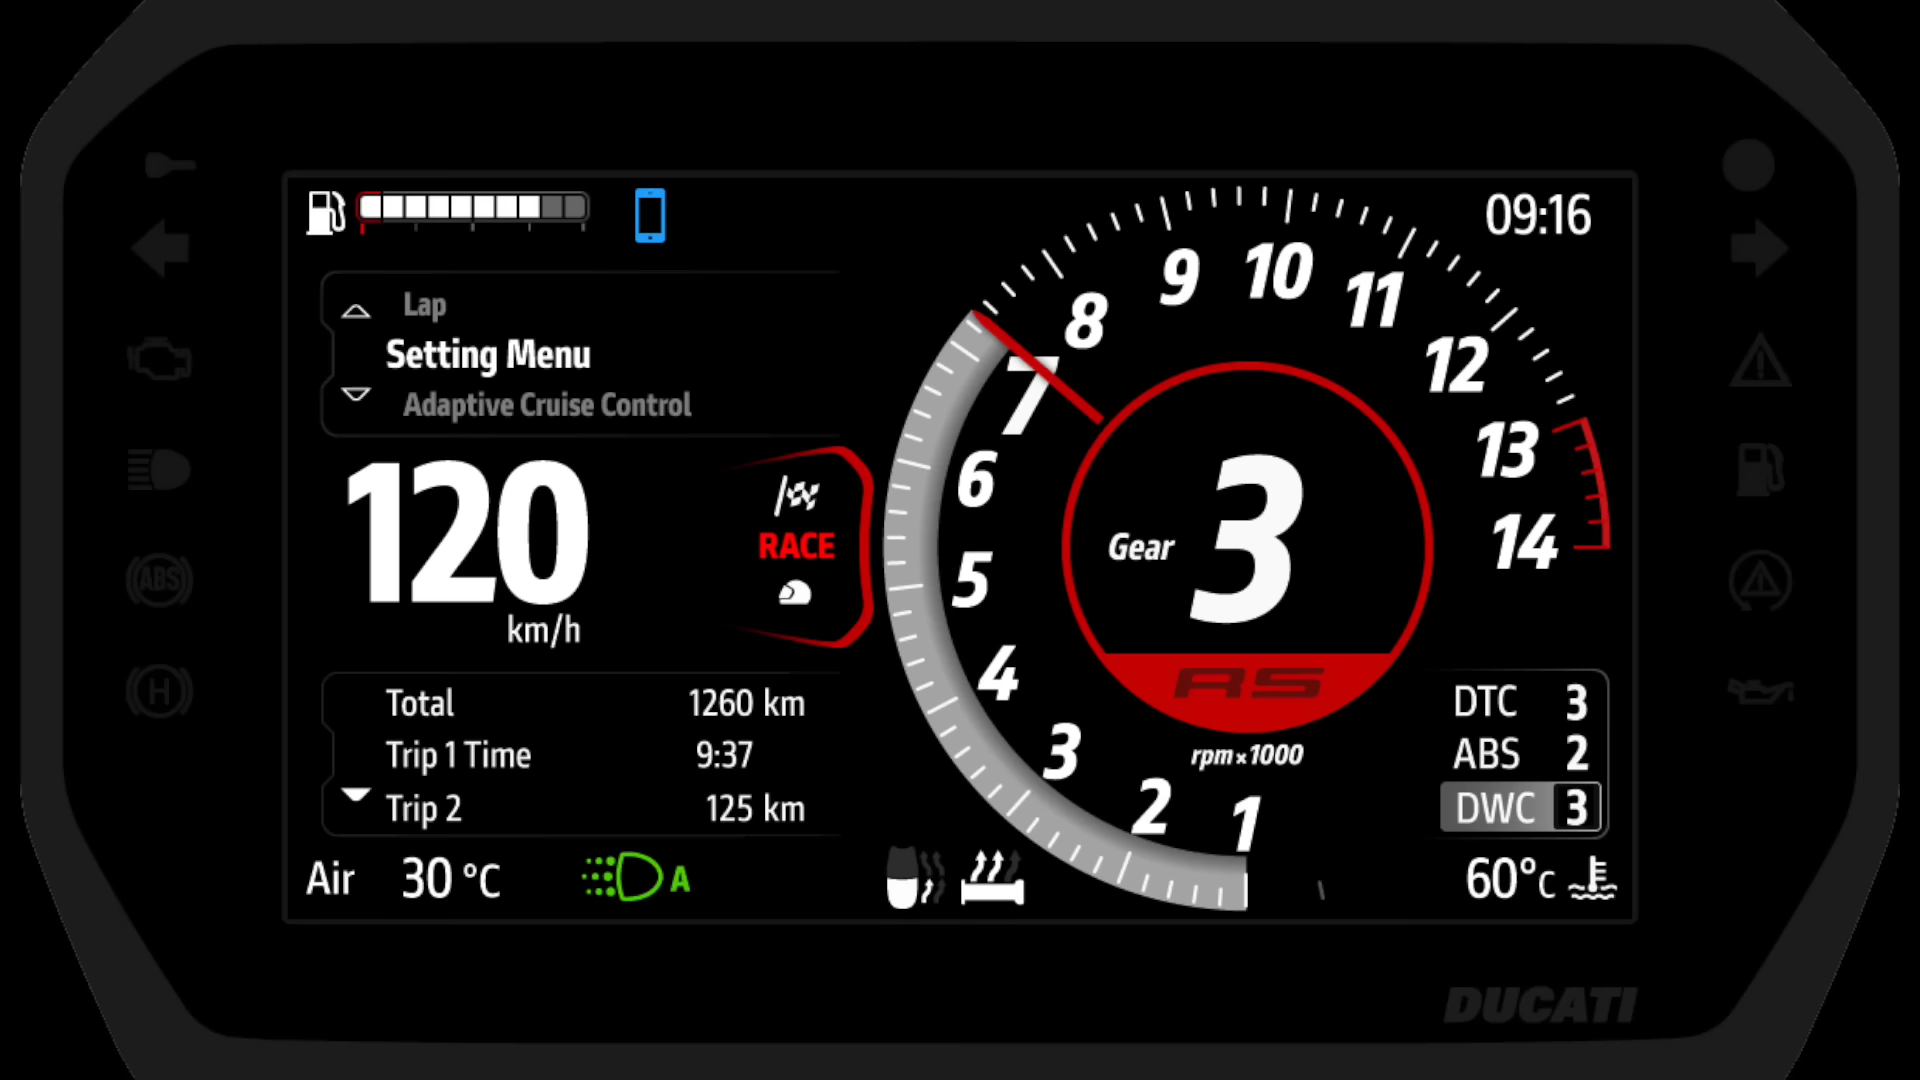 09:16
Lap
Setting Menu
Adaptive Cruise Control
120
km/h
RACE
Total 1260 km
Trip 1 Time 9:37
Trip 2 125 km
Air 30 °C
A
1
2
3
4
5
6
7
8
9
10
11
12
13
14
Gear 3
RS
rpm×1000
DTC 3
ABS 2
DWC 3
60°C
ABS
H
DUCATI